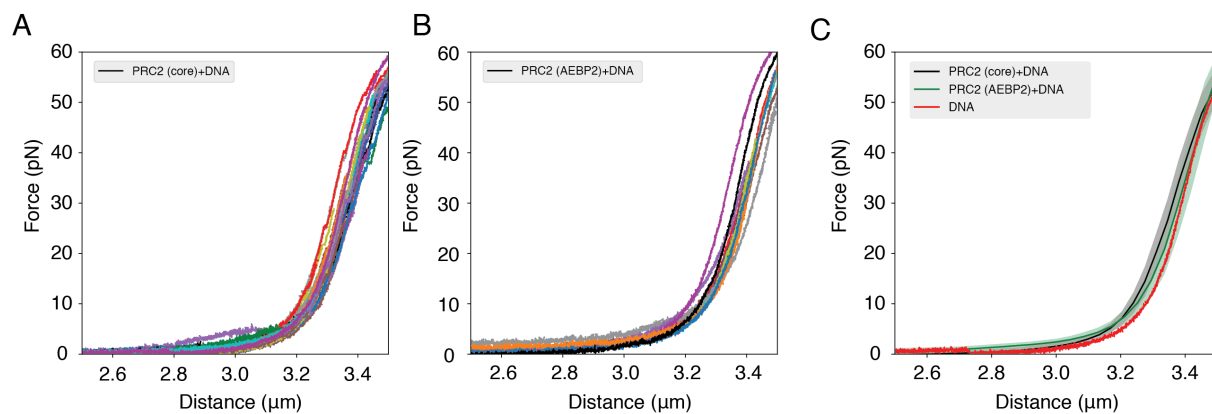 A
60
50
40
30
20
10
0
Force (pN)
PRC2 (core)+DNA
2.6 2.8 3.0 3.2 3.4
Distance (µm)
B
60
50
40
30
20
10
0
Force (pN)
PRC2 (AEBP2)+DNA
2.6 2.8 3.0 3.2 3.4
Distance (µm)
C
60
50
40
30
20
10
0
Force (pN)
PRC2 (core)+DNA
PRC2 (AEBP2)+DNA
DNA
2.6 2.8 3.0 3.2 3.4
Distance (µm)